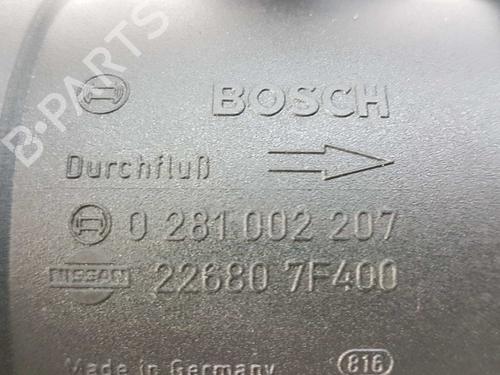 B-PARTS
BOSCH
Durchfluß
0 281 002 207
NISSAN 22680 7F400
Made in Germany 816